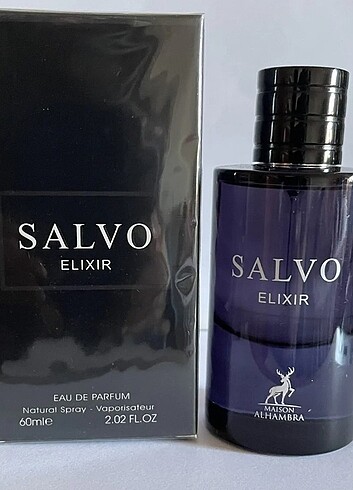 SALVO
ELIXIR
EAU DE PARFUM
Natural Spray - Vaporisateur
60ml℮ 2.02 FL.OZ
SALVO
ELIXIR
MAISON
ALHAMBRA